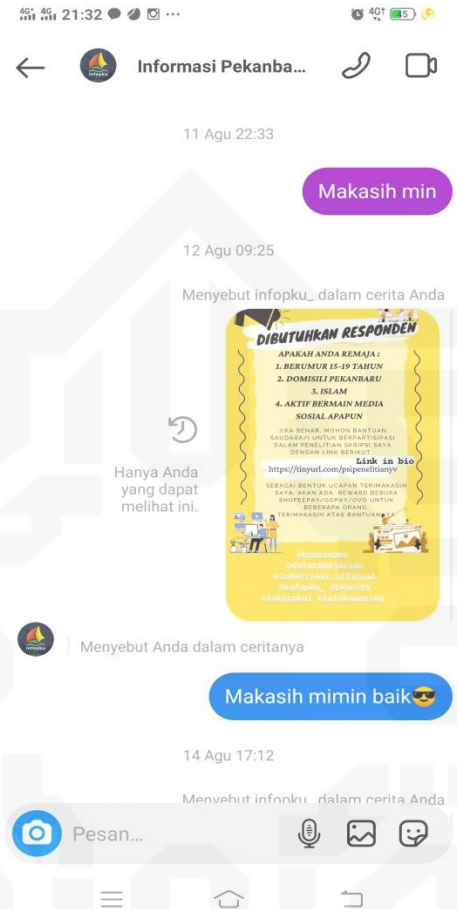 21:32
5
Informasi Pekanba...
11 Agu 22:33
Makasih min
12 Agu 09:25
Menyebut infopku_ dalam cerita Anda
DIBUTUHKAN RESPONDEN
APAKAH ANDA REMAJA :
1. BERUMUR 15-19 TAHUN
2. DOMISILI PEKANBARU
3. ISLAM
4. AKTIF BERMAIN MEDIA
SOSIAL APAPUN
JIKA BENAR, MOHON BANTUAN
SAUDARA/I UNTUK BERPARTISIPASI
DALAM PENELITIAN SKRIPSI SAYA
DENGAN LINK BERIKUT
Link in bio
https://tinyurl.com/psipenelitianyv
SEBAGAI BENTUK UCAPAN TERIMAKASIH
SAYA, AKAN ADA REWARD BERUPA
SHOPEEPAY/GOPAY/OVO UNTUK
BEBERAPA ORANG.
TERIMAKASIH ATAS BANTUANNYA
Hanya Anda
yang dapat
melihat ini.
Menyebut Anda dalam ceritanya
Makasih mimin baik😎
14 Agu 17:12
Menyebut infopku_ dalam cerita Anda
Pesan...